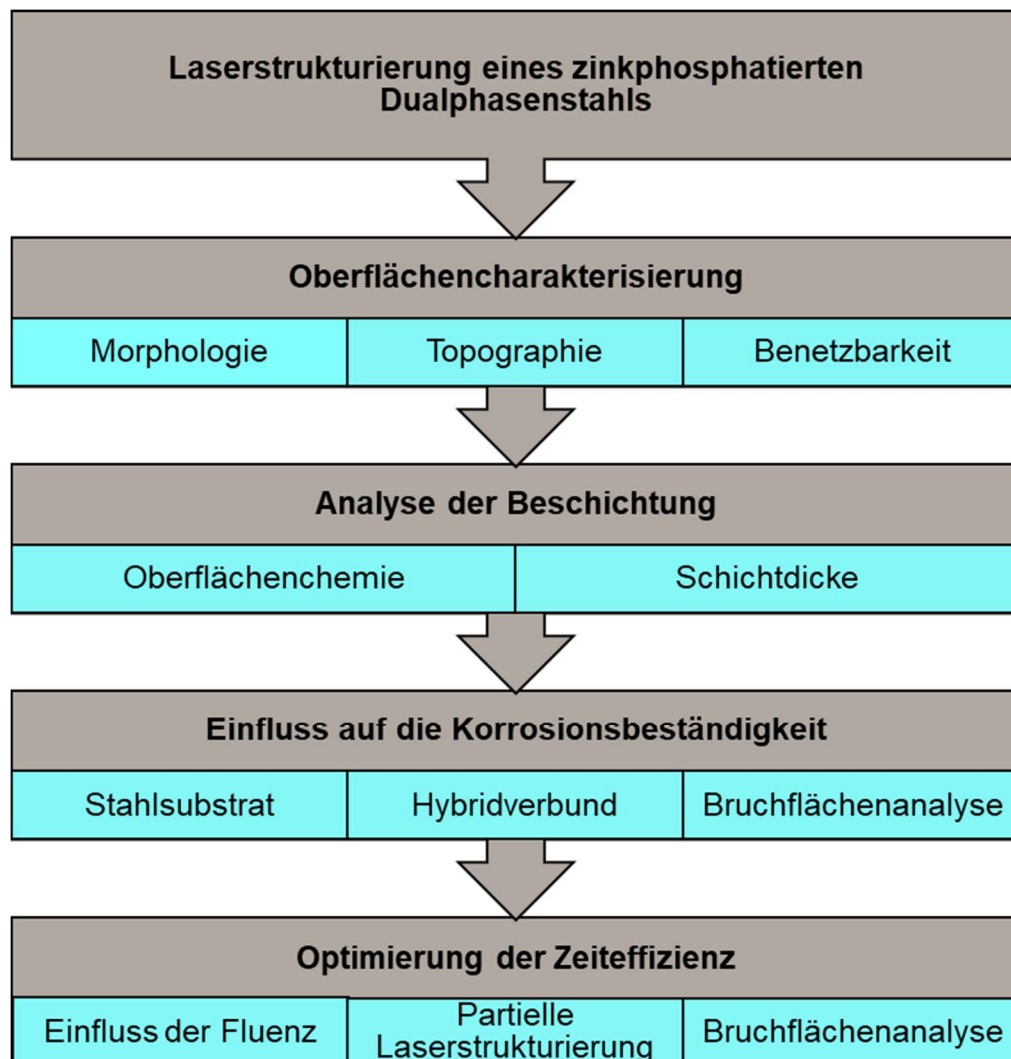 Laserstrukturierung eines zinkphosphatierten
Dualphasenstahls
Oberflächencharakterisierung
Morphologie
Topographie
Benetzbarkeit
Analyse der Beschichtung
Oberflächenchemie
Schichtdicke
Einfluss auf die Korrosionsbeständigkeit
Stahlsubstrat
Hybridverbund
Bruchflächenanalyse
Optimierung der Zeiteffizienz
Einfluss der Fluenz
Partielle
Laserstrukturierung
Bruchflächenanalyse